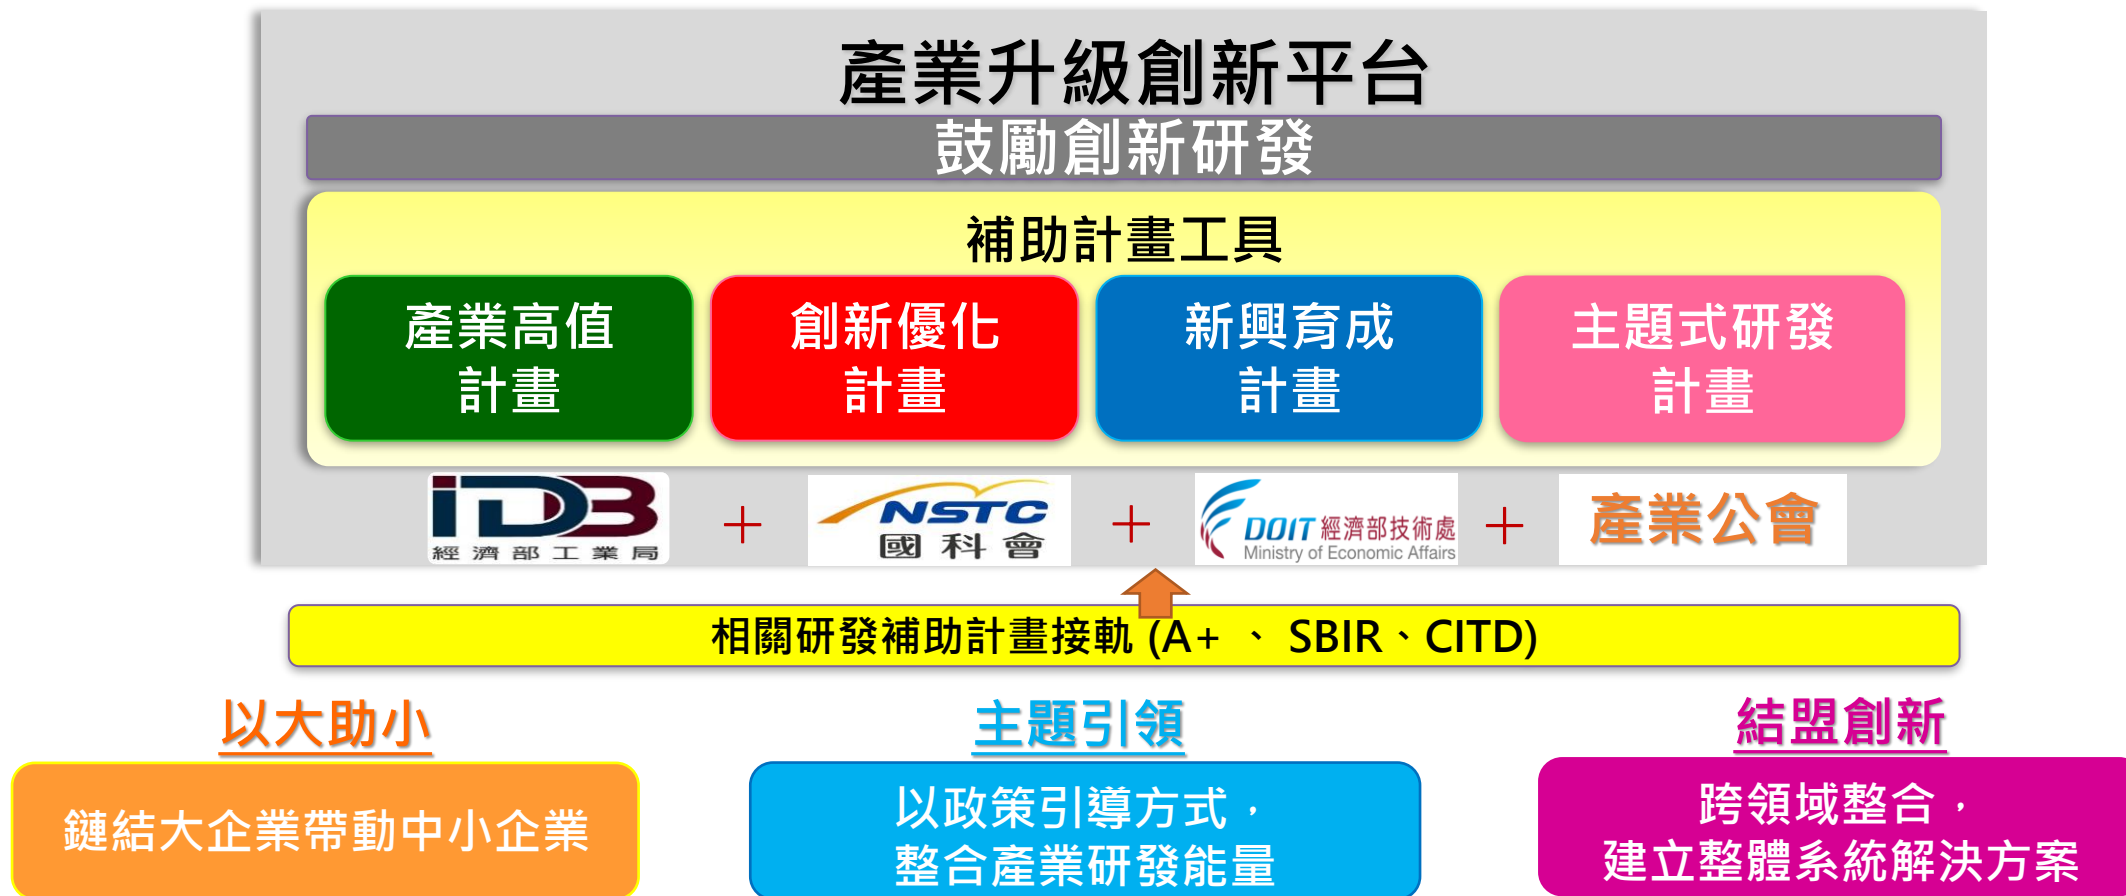 產業升級創新平台
鼓勵創新研發
補助計畫工具
產業高值
計畫
創新優化
計畫
新興育成
計畫
主題式研發
計畫
iDB
經濟部工業局
+
NSTC
國科會
+
DOIT 經濟部技術處
Ministry of Economic Affairs
+
產業公會
相關研發補助計畫接軌 (A+ 、 SBIR、CITD)
以大助小
鏈結大企業帶動中小企業
主題引領
以政策引導方式，
整合產業研發能量
結盟創新
跨領域整合，
建立整體系統解決方案